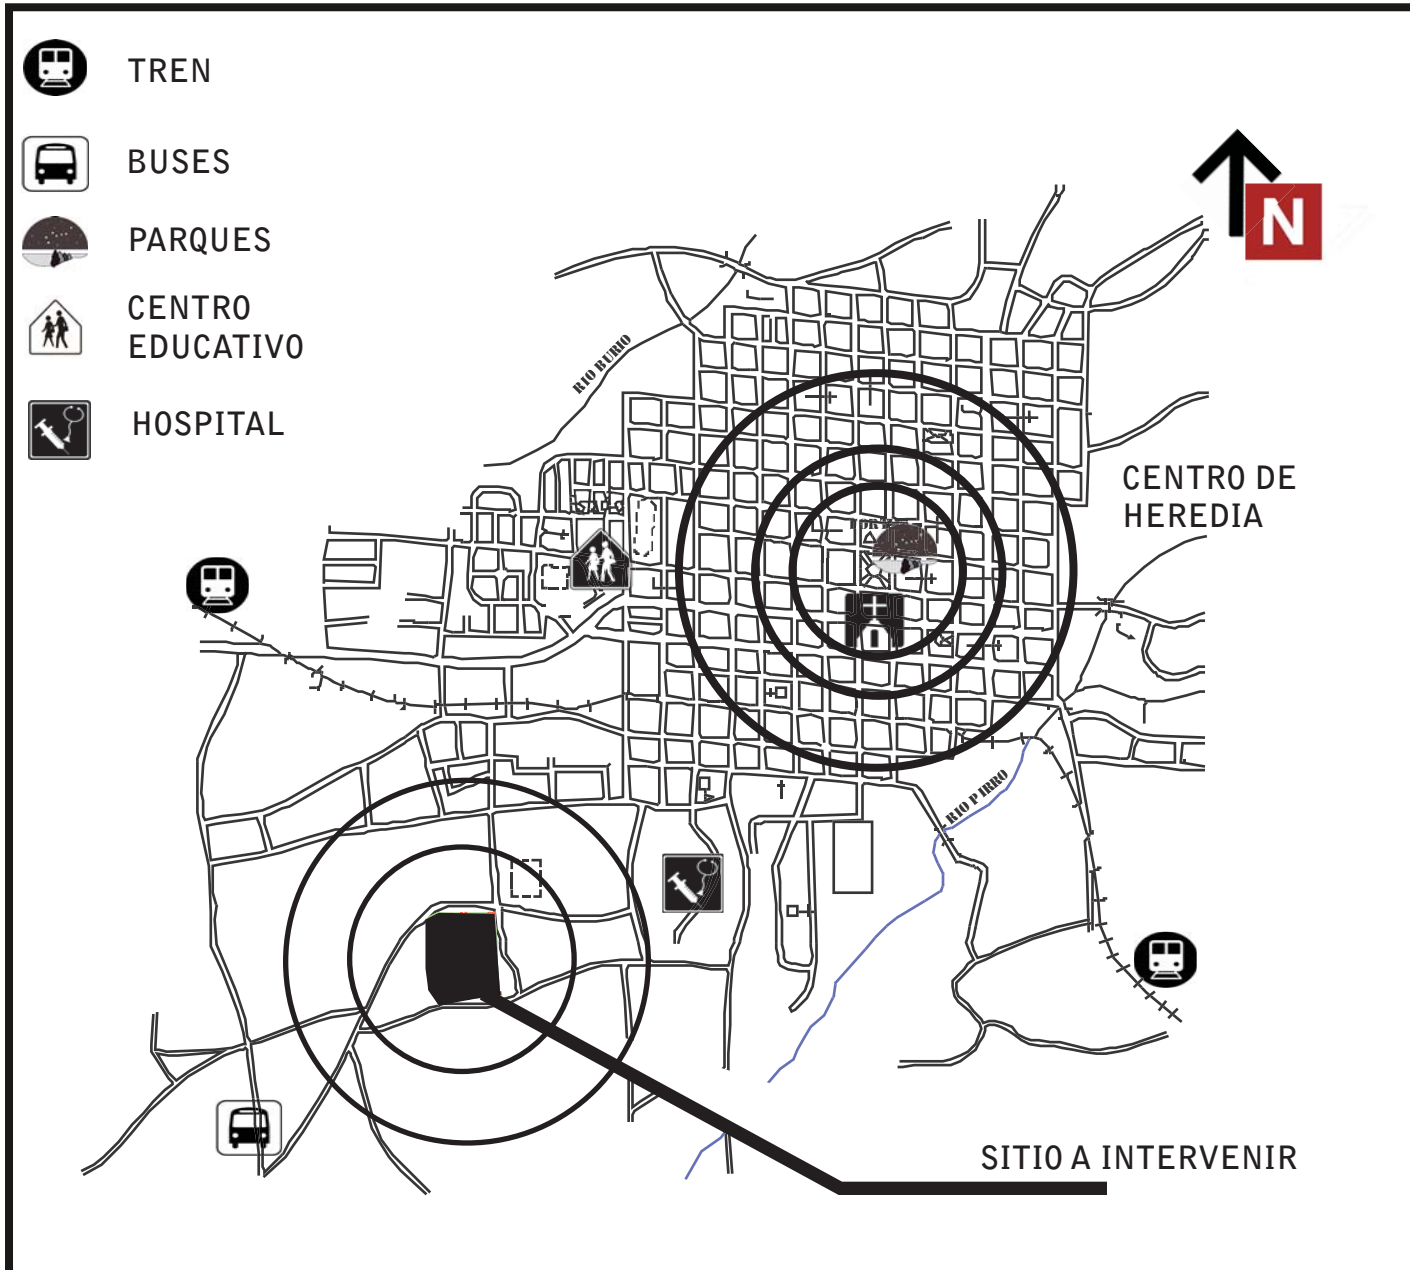 TREN
BUSES
PARQUES
CENTRO
EDUCATIVO
HOSPITAL
N
RIO BURIO
CENTRO DE
HEREDIA
RIO PIRRO
SITIO A INTERVENIR